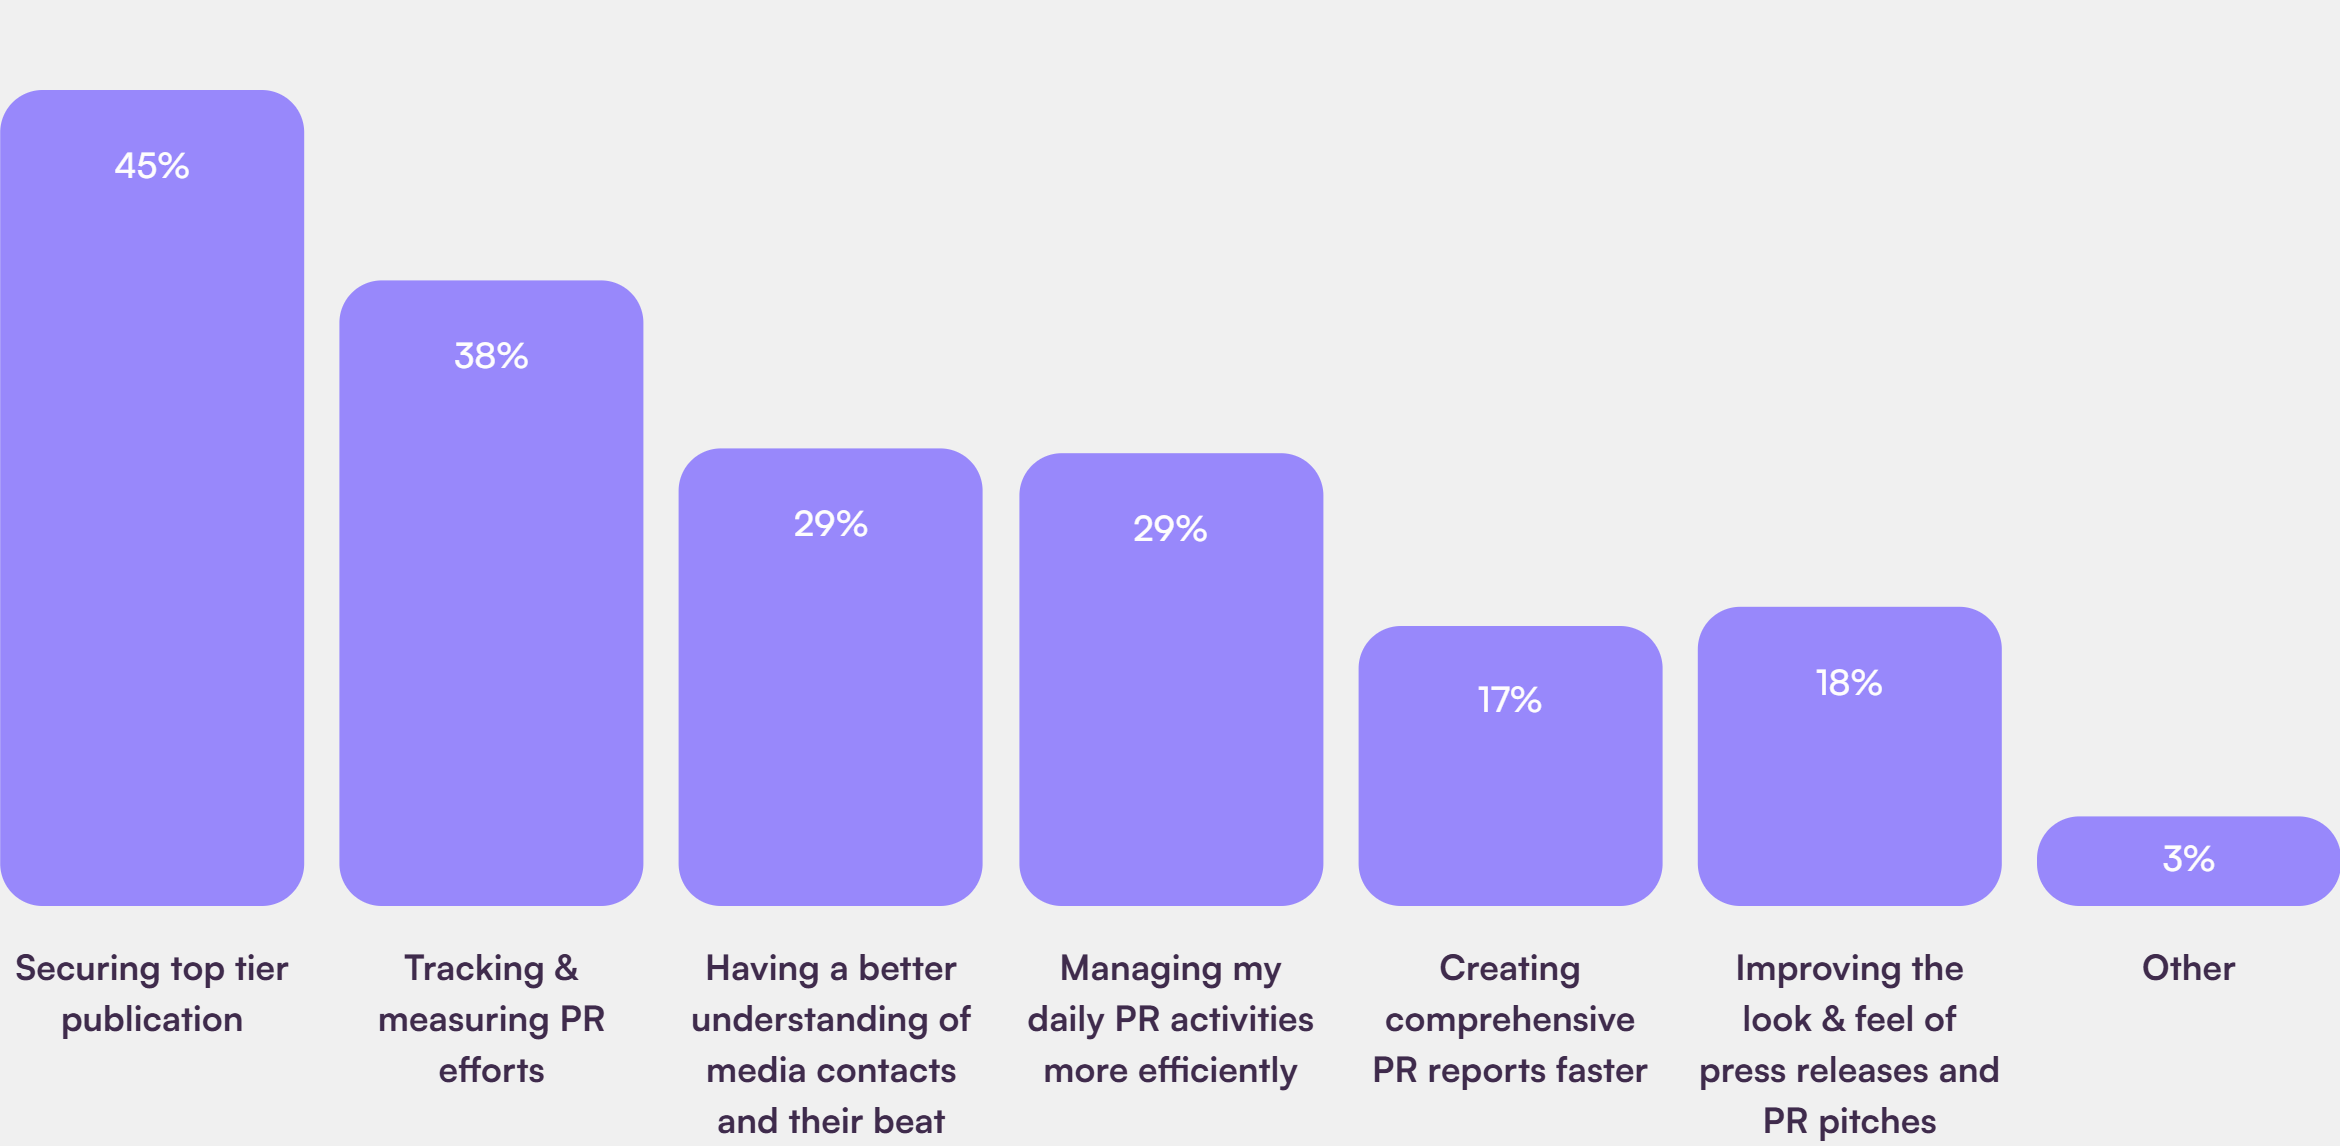 45%
38%
29%
29%
17%
18%
3%
Securing top tier
publication
Tracking &
measuring PR
efforts
Having a better
understanding of
media contacts
and their beat
Managing my
daily PR activities
more efficiently
Creating
comprehensive
PR reports faster
Improving the
look & feel of
press releases and
PR pitches
Other